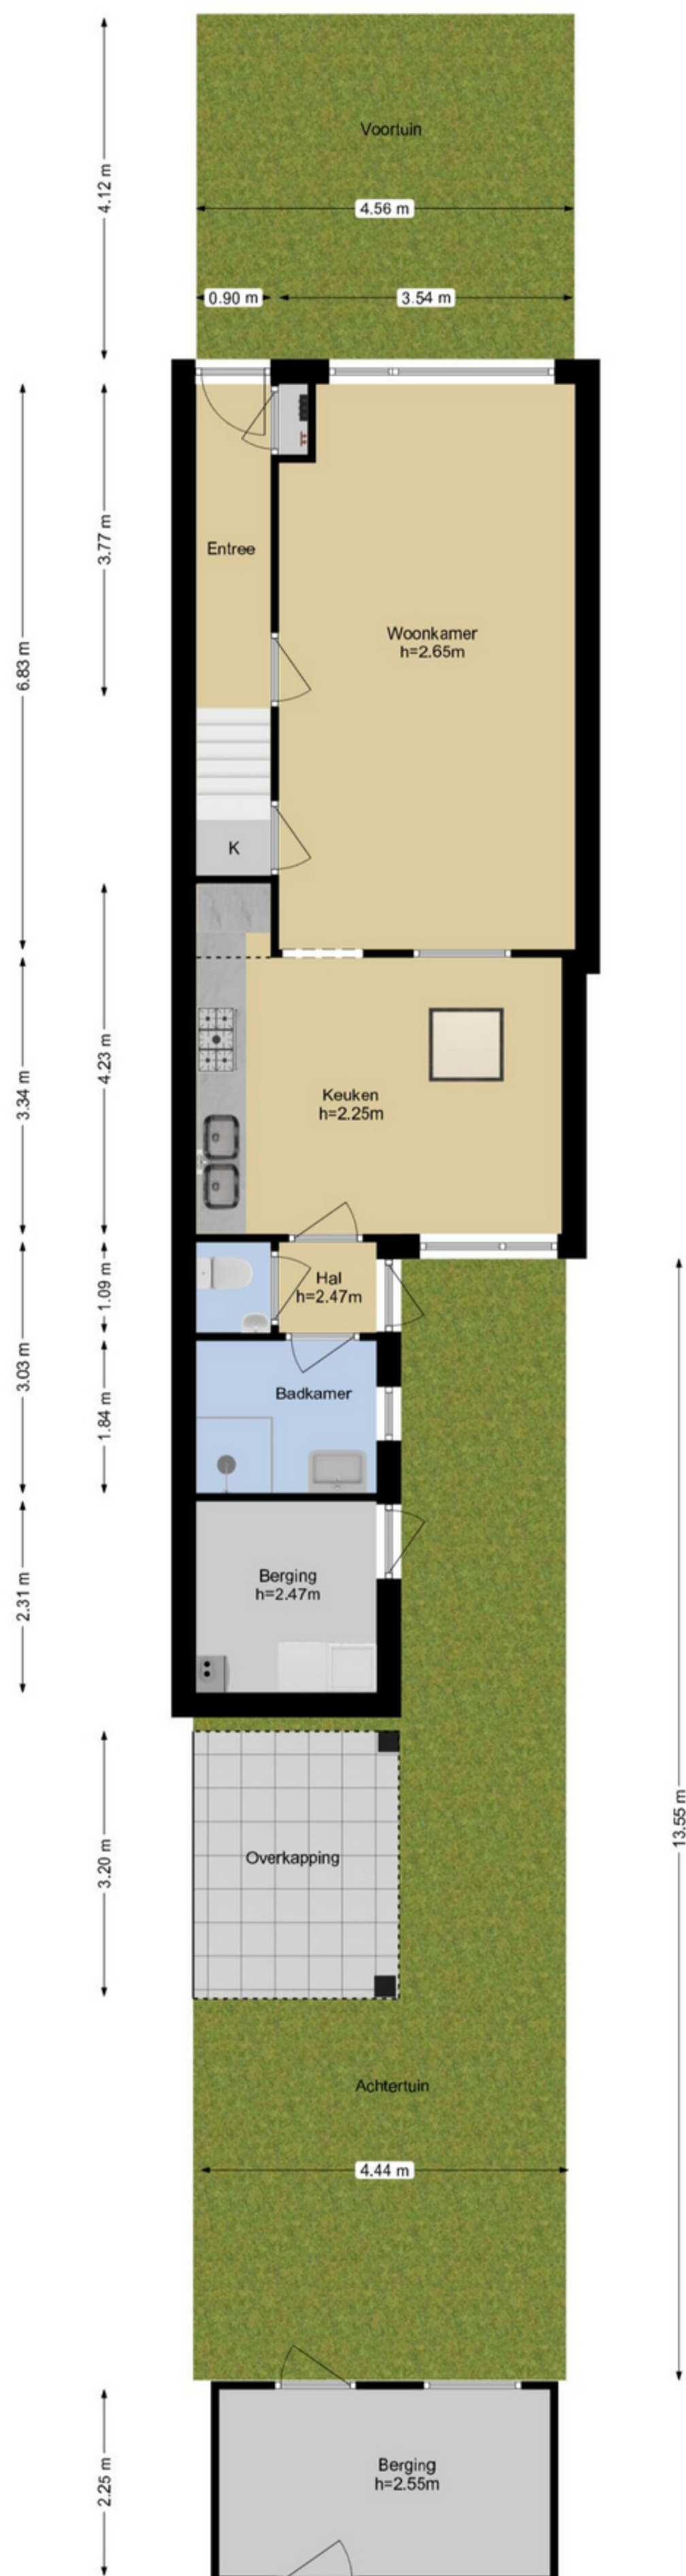 Voortuin
4.12 m
4.56 m
0.90 m
3.54 m
3.77 m
Entree
6.83 m
Woonkamer
h=2.65m
K
4.23 m
3.34 m
Keuken
h=2.25m
1.09 m
Hal
h=2.47m
3.03 m
1.84 m
Badkamer
2.31 m
Berging
h=2.47m
13.55 m
3.20 m
Overkapping
Achtertuin
4.44 m
2.25 m
Berging
h=2.55m